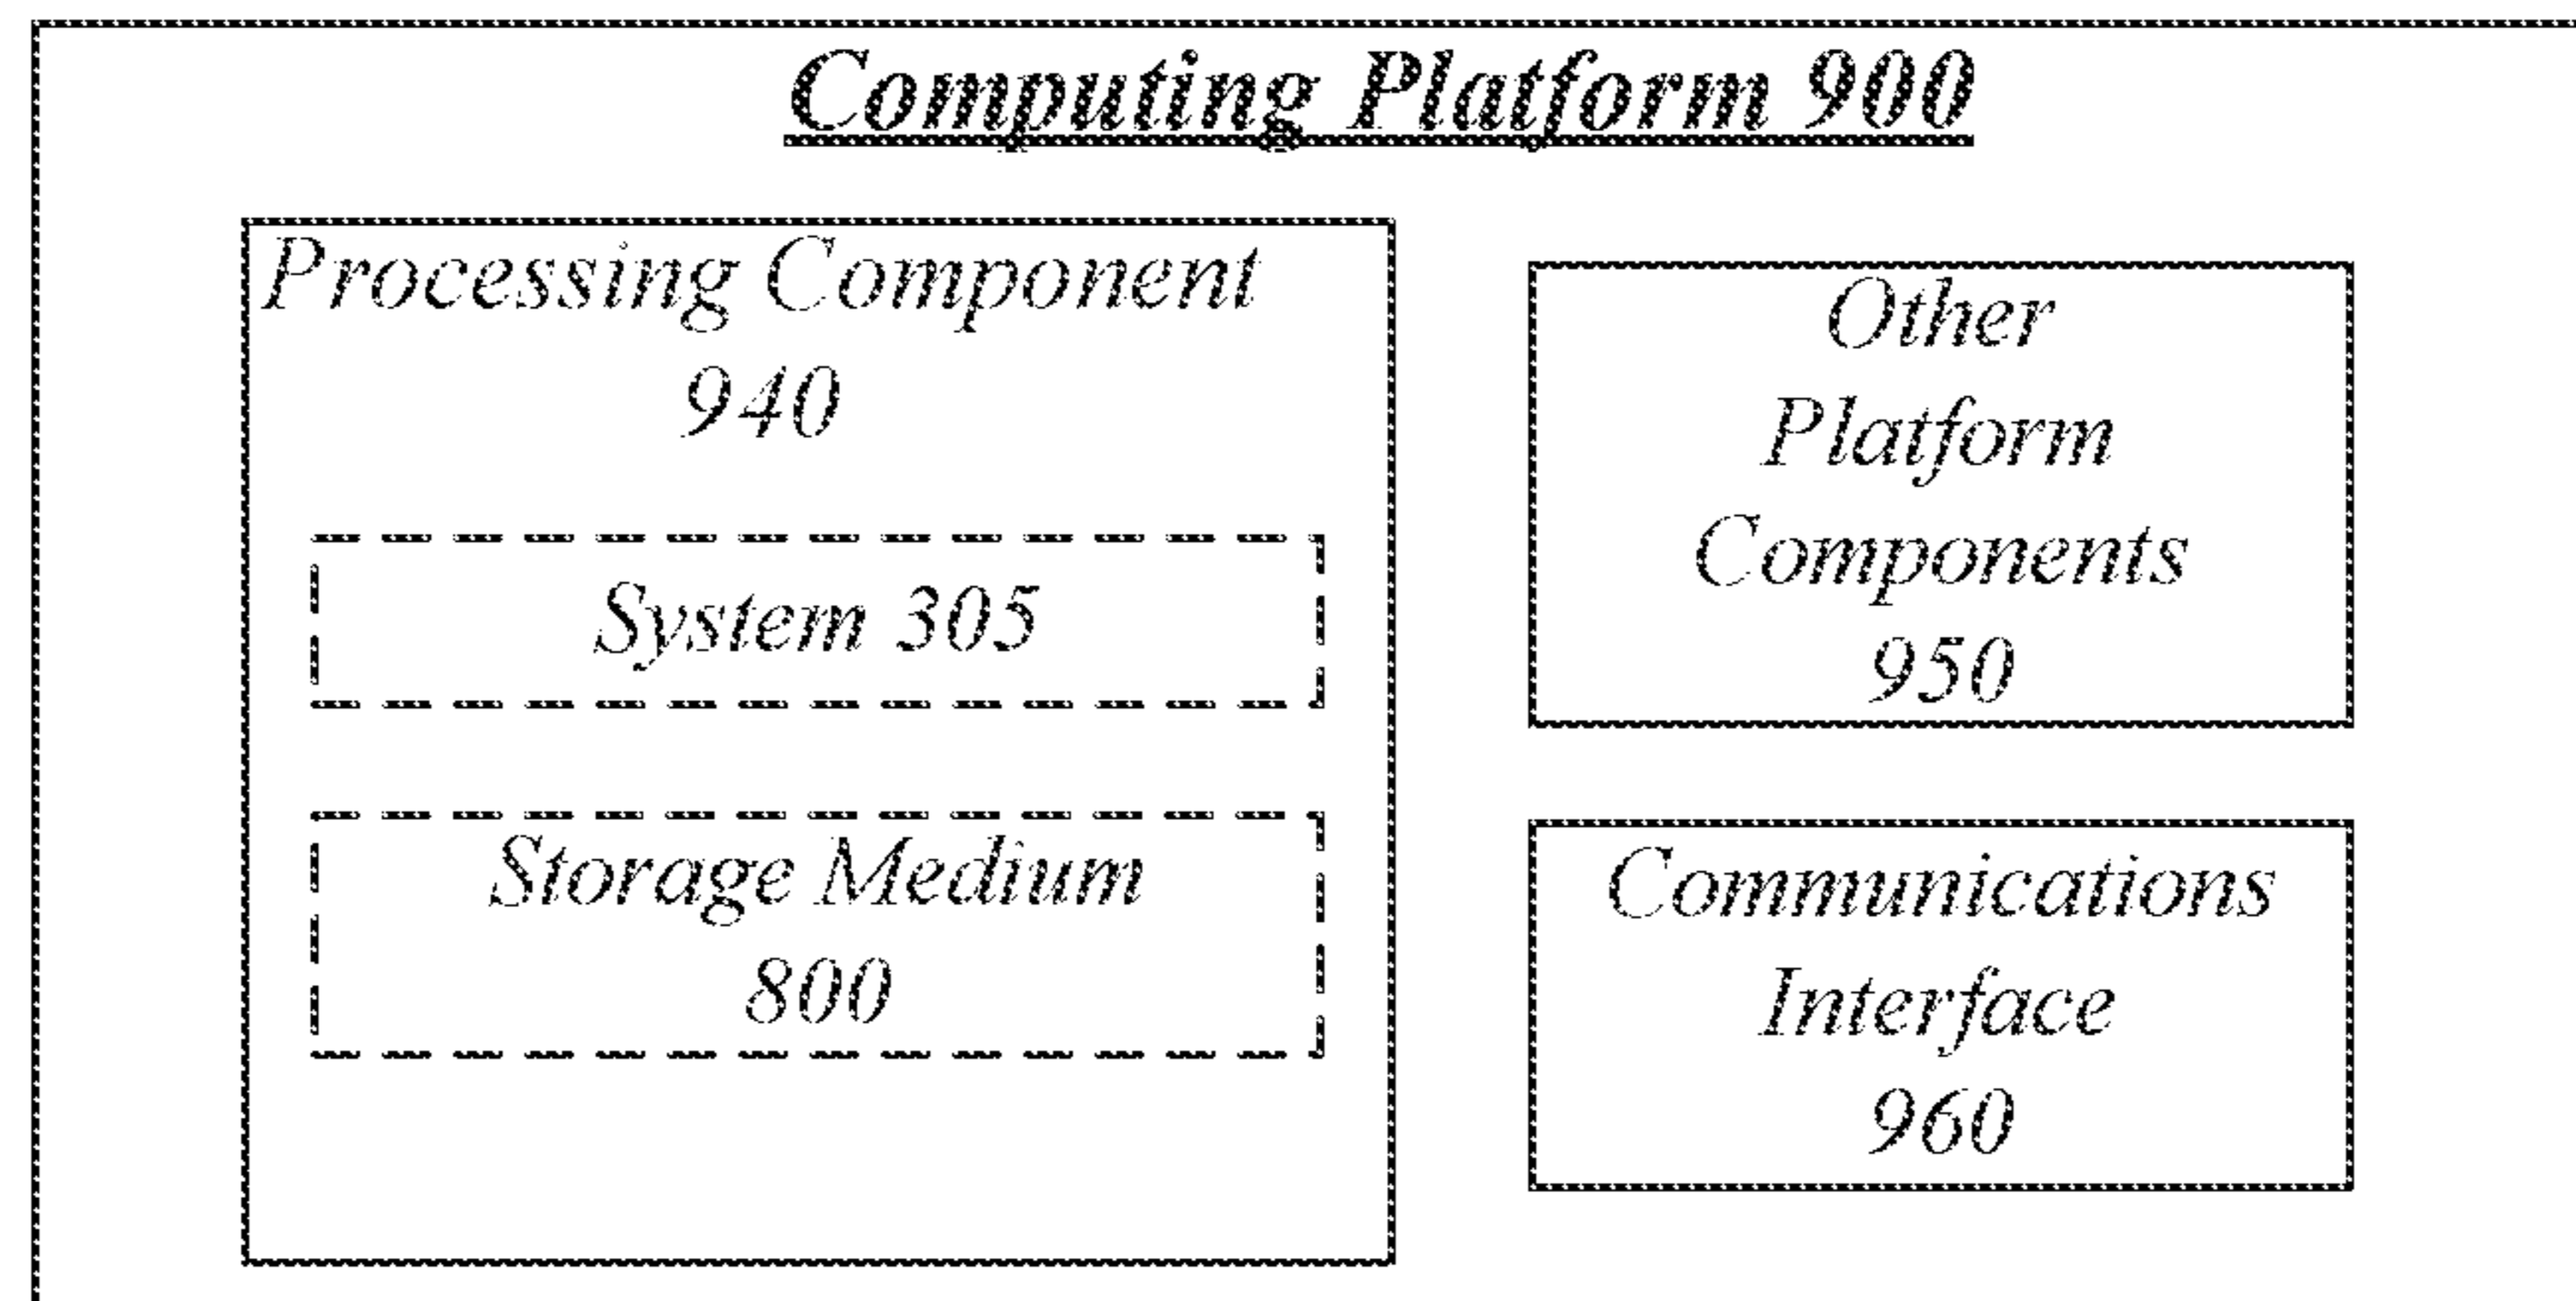 Computing Platform 900
Processing Component
940
System 305
Storage Medium
800
Other
Platform
Components
950
Communications
Interface
960